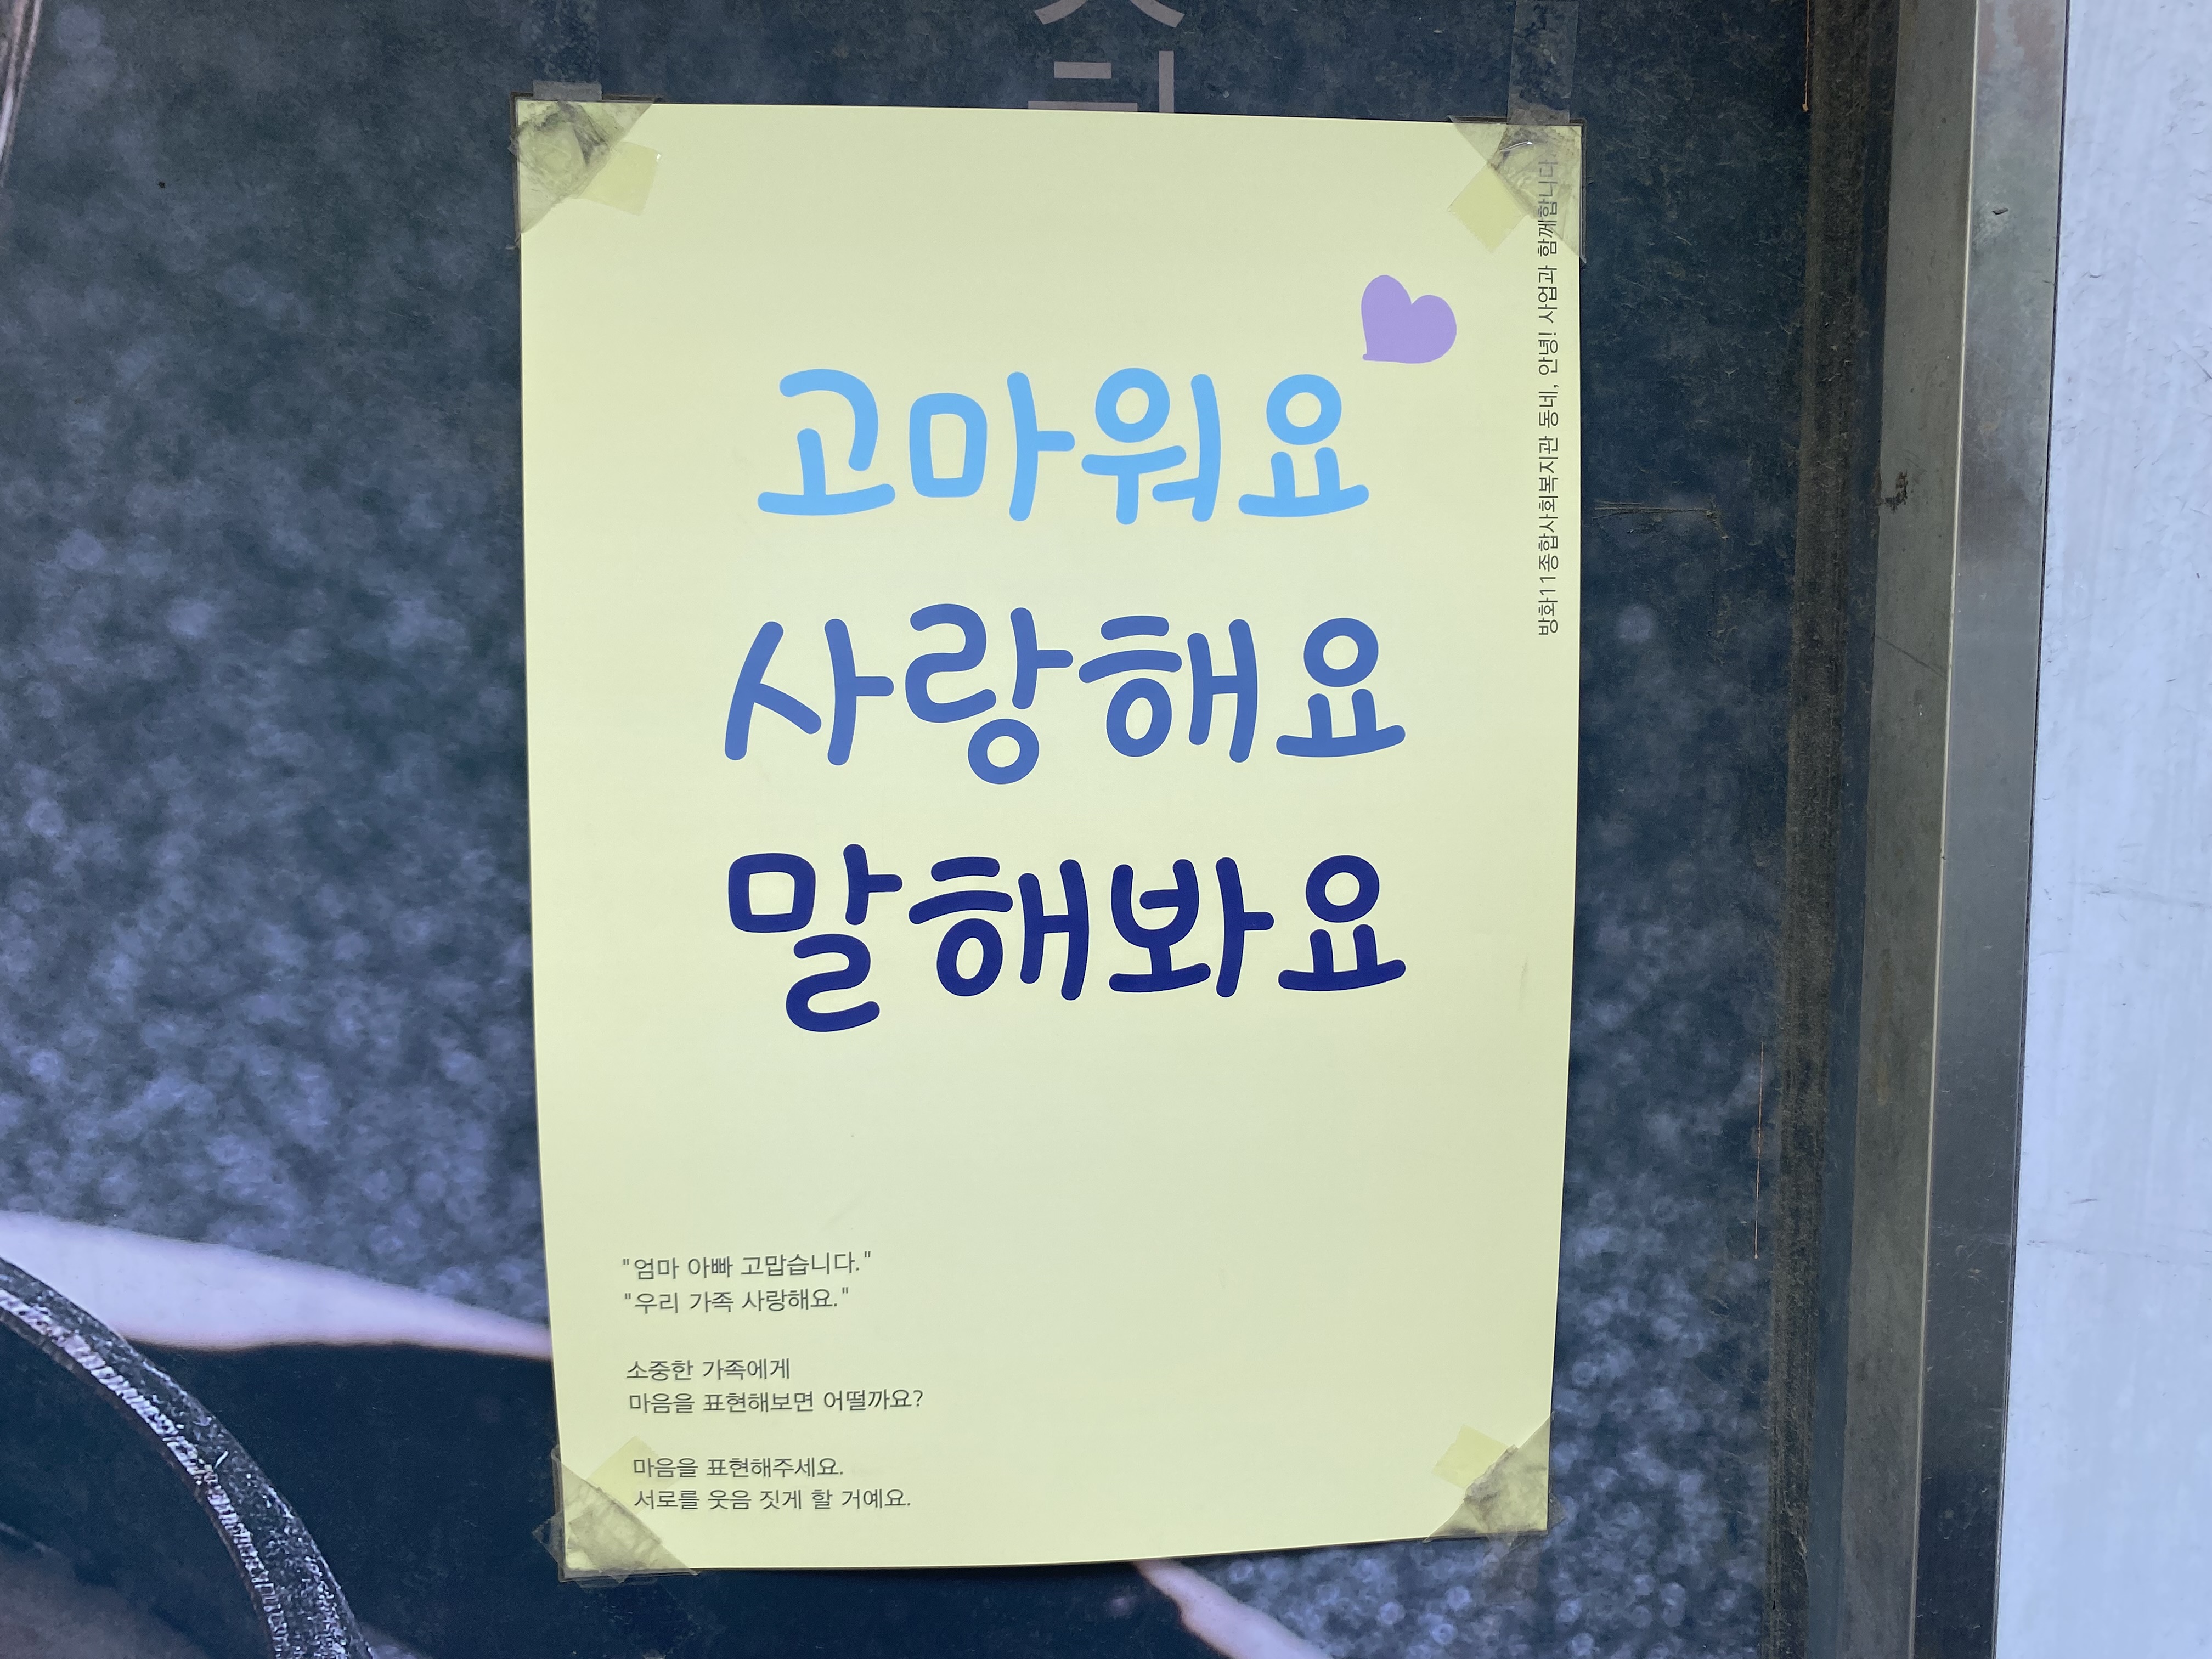 고마워요
사랑해요
말해봐요
"엄마 아빠 고맙습니다."
"우리 가족 사랑해요."
소중한 가족에게
마음을 표현해보면 어떨까요?
마음을 표현해주세요.
서로를 웃음 짓게 할 거예요.
방화11종합사회복지관 동네, 안녕! 사업과 함께합니다.